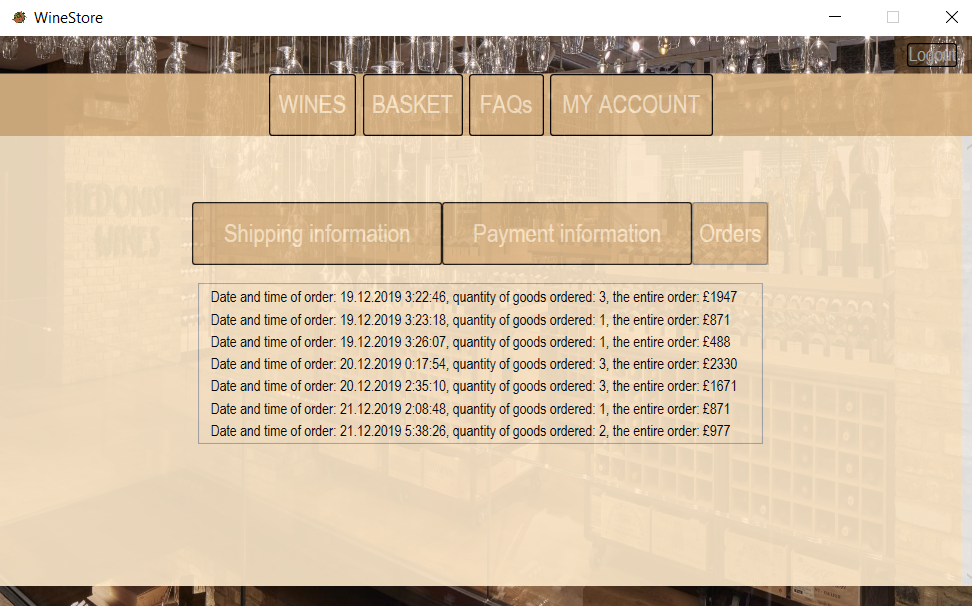 WineStore
Logout
WINES BASKET FAQs MY ACCOUNT
HEDONISM
WINES
Shipping information Payment information Orders
Date and time of order: 19.12.2019 3:22:46, quantity of goods ordered: 3, the entire order: £1947
Date and time of order: 19.12.2019 3:23:18, quantity of goods ordered: 1, the entire order: £871
Date and time of order: 19.12.2019 3:26:07, quantity of goods ordered: 1, the entire order: £488
Date and time of order: 20.12.2019 0:17:54, quantity of goods ordered: 3, the entire order: £2330
Date and time of order: 20.12.2019 2:35:10, quantity of goods ordered: 3, the entire order: £1671
Date and time of order: 21.12.2019 2:08:48, quantity of goods ordered: 1, the entire order: £871
Date and time of order: 21.12.2019 5:38:26, quantity of goods ordered: 2, the entire order: £977